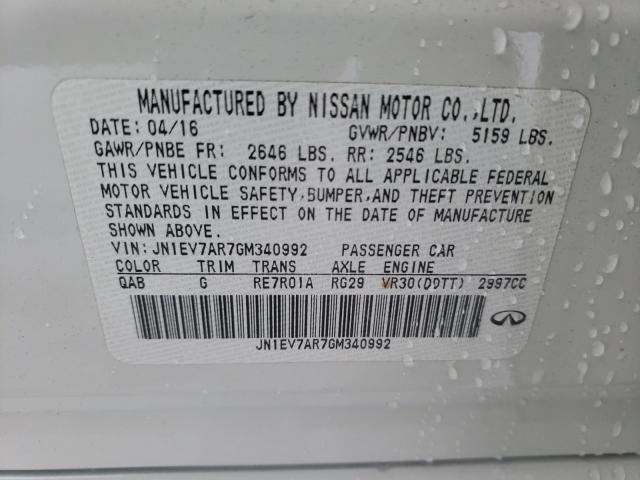 MANUFACTURED BY NISSAN MOTOR CO.,LTD.
DATE: 04/16 GVWR/PNBV: 5159 LBS.
GAWR/PNBE FR: 2646 LBS. RR: 2546 LBS.
THIS VEHICLE CONFORMS TO ALL APPLICABLE FEDERAL
MOTOR VEHICLE SAFETY,BUMPER,AND THEFT PREVENTION
STANDARDS IN EFFECT ON THE DATE OF MANUFACTURE
SHOWN ABOVE.
VIN: JN1EV7AR7GM340992 PASSENGER CAR
COLOR TRIM TRANS AXLE ENGINE
QAB G RE7R01A RG29 VR30(DDTT) 2997CC
JN1EV7AR7GM340992
INFINITI